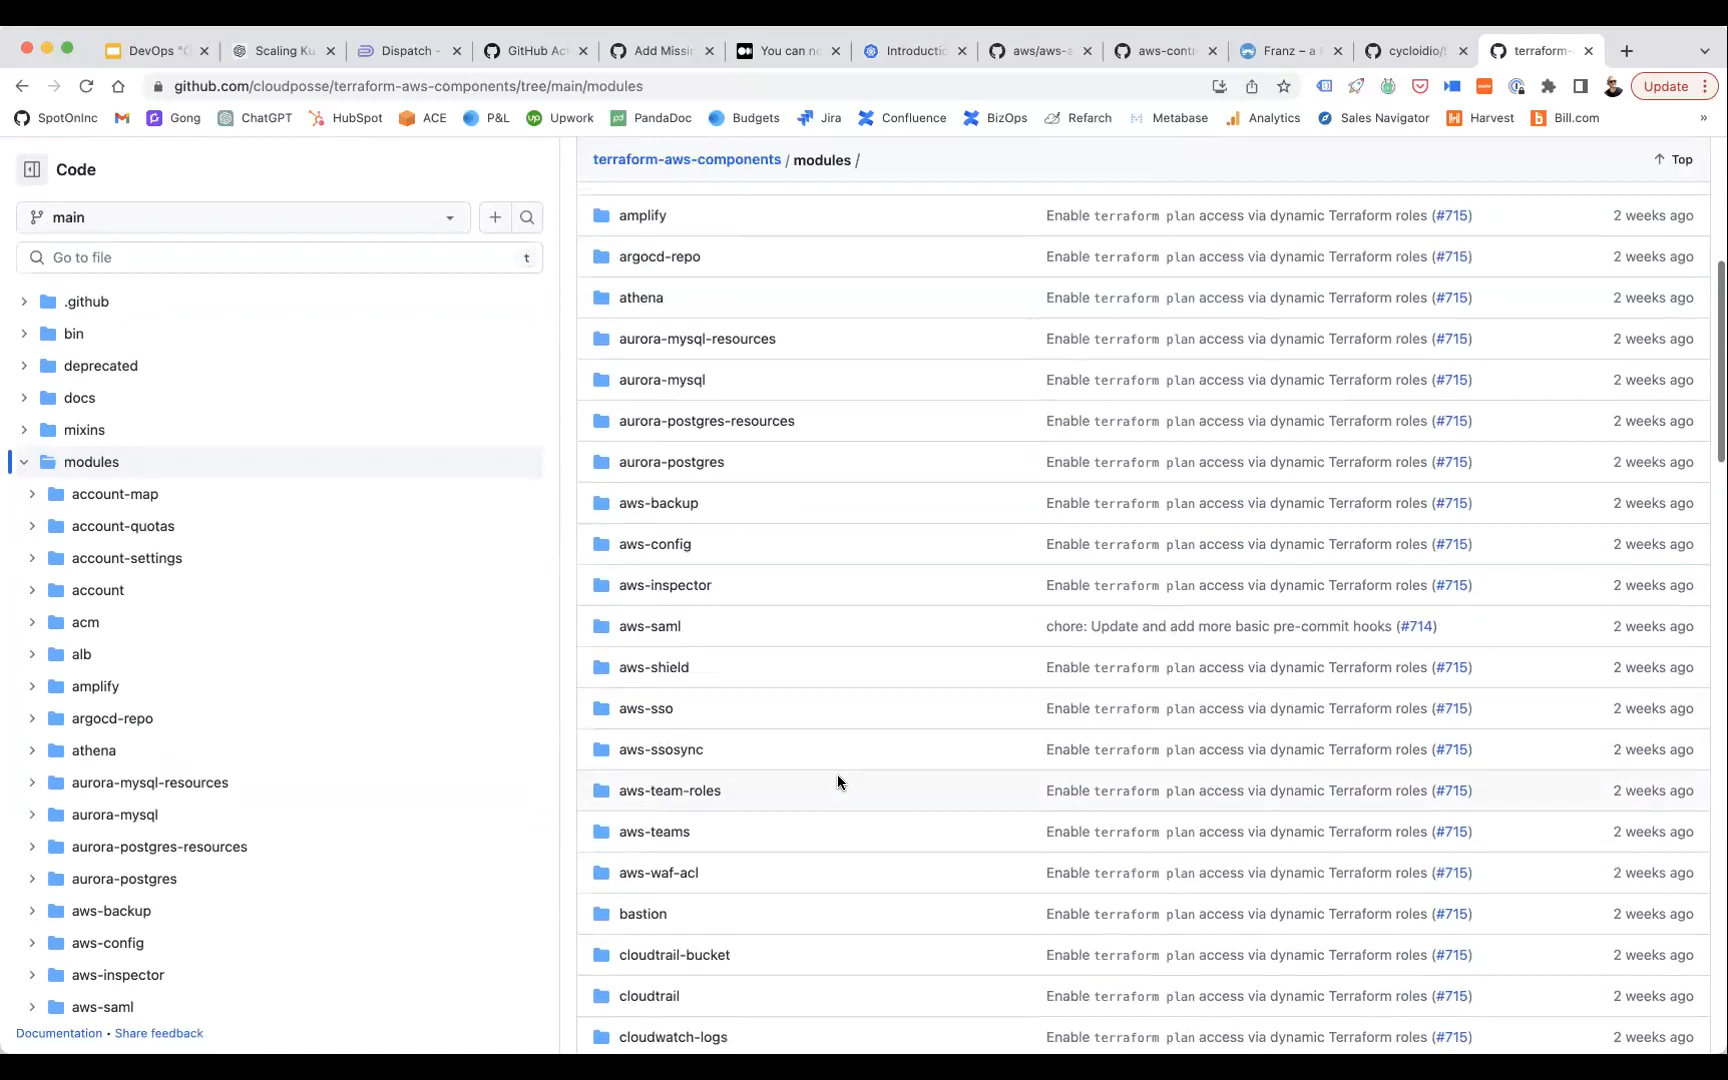 DevOps "(
Scaling Ku
Dispatch -
GitHub Ac
Add Missi
You can no
Introductio
aws/aws-
aws-contr
Franz – a
cycloidio/
terraform-
github.com/cloudposse/terraform-aws-components/tree/main/modules
Update
SpotOnInc
Gong
ChatGPT
HubSpot
ACE
P&L
Upwork
PandaDoc
Budgets
Jira
Confluence
BizOps
Refarch
Metabase
Analytics
Sales Navigator
Harvest
Bill.com
»
Code
main
Go to file
t
.github
bin
deprecated
docs
mixins
modules
account-map
account-quotas
account-settings
account
acm
alb
amplify
argocd-repo
athena
aurora-mysql-resources
aurora-mysql
aurora-postgres-resources
aurora-postgres
aws-backup
aws-config
aws-inspector
aws-saml
Documentation • Share feedback
terraform-aws-components / modules /
Top
amplify Enable terraform plan access via dynamic Terraform roles (#715) 2 weeks ago
argocd-repo Enable terraform plan access via dynamic Terraform roles (#715) 2 weeks ago
athena Enable terraform plan access via dynamic Terraform roles (#715) 2 weeks ago
aurora-mysql-resources Enable terraform plan access via dynamic Terraform roles (#715) 2 weeks ago
aurora-mysql Enable terraform plan access via dynamic Terraform roles (#715) 2 weeks ago
aurora-postgres-resources Enable terraform plan access via dynamic Terraform roles (#715) 2 weeks ago
aurora-postgres Enable terraform plan access via dynamic Terraform roles (#715) 2 weeks ago
aws-backup Enable terraform plan access via dynamic Terraform roles (#715) 2 weeks ago
aws-config Enable terraform plan access via dynamic Terraform roles (#715) 2 weeks ago
aws-inspector Enable terraform plan access via dynamic Terraform roles (#715) 2 weeks ago
aws-saml chore: Update and add more basic pre-commit hooks (#714) 2 weeks ago
aws-shield Enable terraform plan access via dynamic Terraform roles (#715) 2 weeks ago
aws-sso Enable terraform plan access via dynamic Terraform roles (#715) 2 weeks ago
aws-ssosync Enable terraform plan access via dynamic Terraform roles (#715) 2 weeks ago
aws-team-roles Enable terraform plan access via dynamic Terraform roles (#715) 2 weeks ago
aws-teams Enable terraform plan access via dynamic Terraform roles (#715) 2 weeks ago
aws-waf-acl Enable terraform plan access via dynamic Terraform roles (#715) 2 weeks ago
bastion Enable terraform plan access via dynamic Terraform roles (#715) 2 weeks ago
cloudtrail-bucket Enable terraform plan access via dynamic Terraform roles (#715) 2 weeks ago
cloudtrail Enable terraform plan access via dynamic Terraform roles (#715) 2 weeks ago
cloudwatch-logs Enable terraform plan access via dynamic Terraform roles (#715) 2 weeks ago